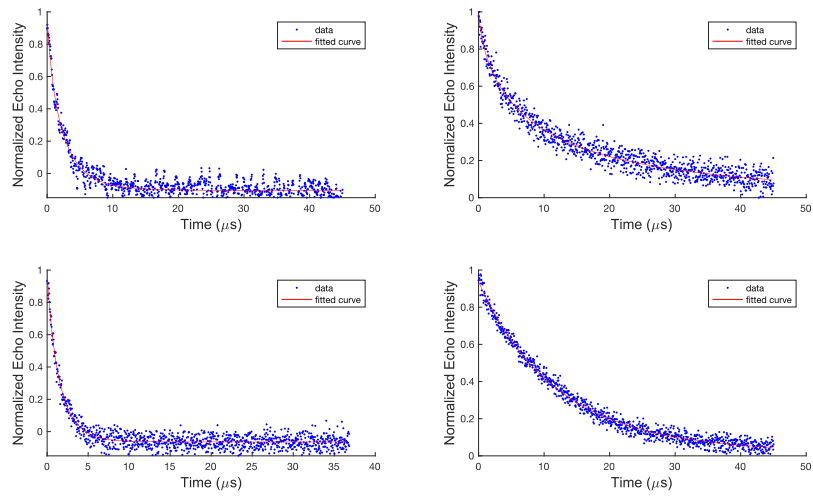 1
0.8
0.6
0.4
0.2
0
0 10 20 30 40 50
Normalized Echo Intensity
Time (μs)
data
fitted curve
1
0.8
0.6
0.4
0.2
0
0 10 20 30 40 50
Normalized Echo Intensity
Time (μs)
data
fitted curve
1
0.8
0.6
0.4
0.2
0
0 5 10 15 20 25 30 35 40
Normalized Echo Intensity
Time (μs)
data
fitted curve
1
0.8
0.6
0.4
0.2
0
0 10 20 30 40 50
Normalized Echo Intensity
Time (μs)
data
fitted curve